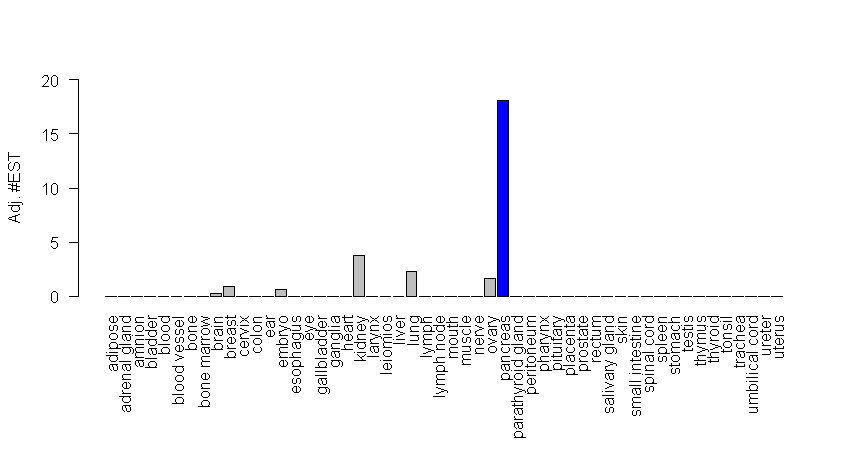 20
15
10
5
0
Adj. #EST
adipose
adrenal gland
amnion
bladder
blood
blood vessel
bone
bone marrow
brain
breast
cervix
colon
ear
embryo
esophagus
eye
gallbladder
ganglia
heart
kidney
larynx
leiomios
liver
lung
lymph
lymph node
mouth
muscle
nerve
ovary
pancreas
parathyroid gland
peritoneum
pharynx
pituitary
placenta
prostate
rectum
salivary gland
skin
small intestine
spinal cord
spleen
stomach
testis
thymus
thyroid
tonsil
trachea
umbilical cord
ureter
uterus